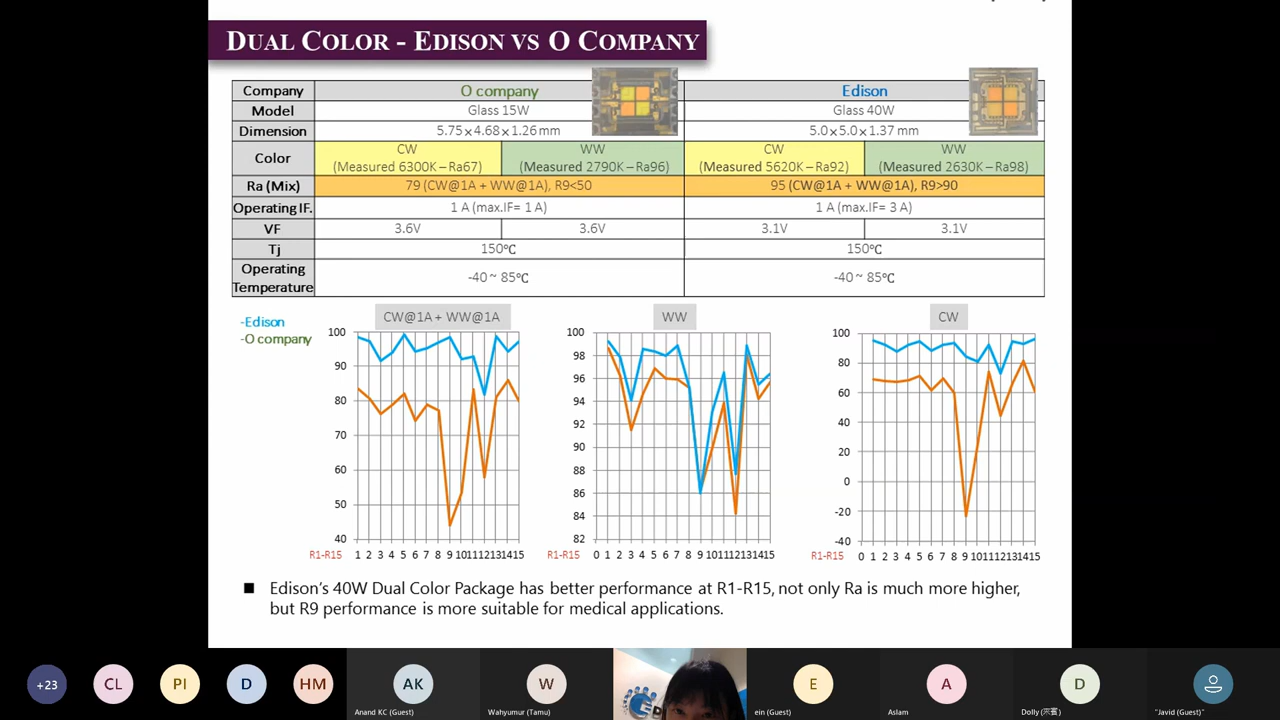 DUAL COLOR - EDISON VS O COMPANY
Company O company Edison
Model Glass 15W Glass 40W
Dimension 5.75 x 4.68 x 1.26 mm 5.0 x 5.0 x 1.37 mm
Color CW WW CW WW
(Measured 6300K – Ra67) (Measured 2790K – Ra96) (Measured 5620K – Ra92) (Measured 2630K – Ra98)
Ra (Mix) 79 (CW@1A + WW@1A), R9<50 95 (CW@1A + WW@1A), R9>90
Operating IF. 1 A (max.IF= 1 A) 1 A (max.IF= 3 A)
VF 3.6V 3.6V 3.1V 3.1V
Tj 150℃ 150℃
Operating Temperature -40 ~ 85℃ -40 ~ 85℃
-Edison
-O company
CW@1A + WW@1A
100
90
80
70
60
50
40
R1-R15 1 2 3 4 5 6 7 8 9 10 11 12 13 14 15
WW
100
98
96
94
92
90
88
86
84
82
R1-R15 0 1 2 3 4 5 6 7 8 9 10 11 12 13 14 15
CW
100
80
60
40
20
0
-20
-40
R1-R15 0 1 2 3 4 5 6 7 8 9 10 11 12 13 14 15
■ Edison's 40W Dual Color Package has better performance at R1-R15, not only Ra is much more higher,
but R9 performance is more suitable for medical applications.
+23 CL PI D HM AK W E A D
Anand KC (Guest) Wahyumur (Tamu) ein (Guest) Aslam Dolly "Javid (Guest)"